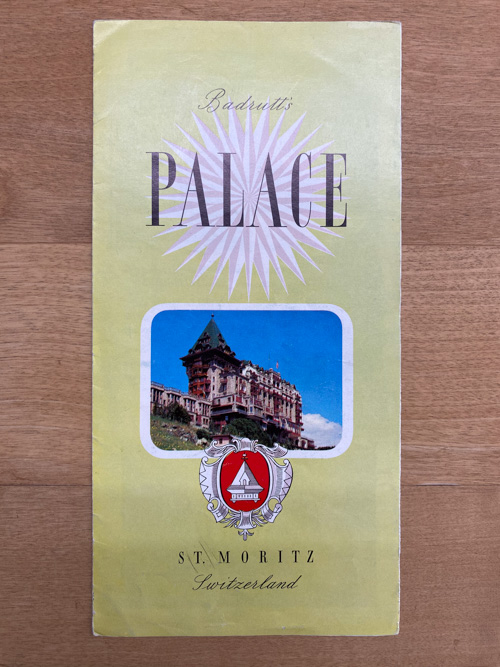 Badrutt's
PALACE
ST. MORITZ
Switzerland